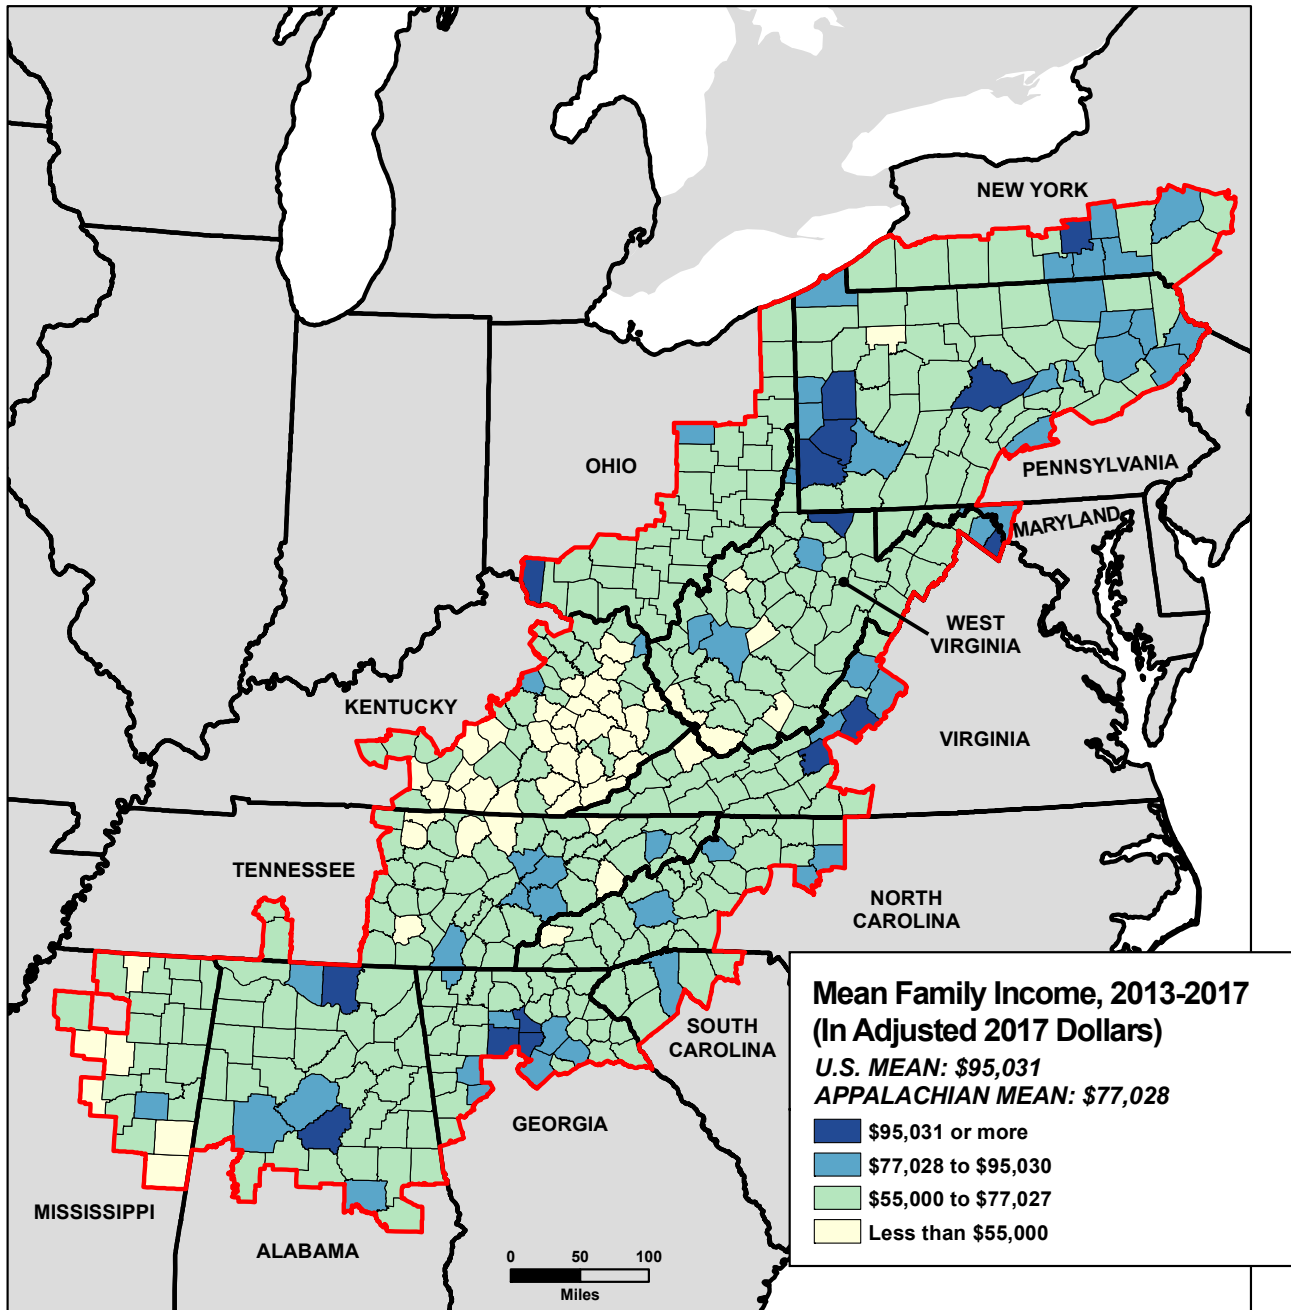 NEW YORK
OHIO
PENNSYLVANIA
MARYLAND
WEST
VIRGINIA
KENTUCKY
VIRGINIA
TENNESSEE
NORTH
CAROLINA
SOUTH
CAROLINA
GEORGIA
MISSISSIPPI
ALABAMA
Mean Family Income, 2013-2017
(In Adjusted 2017 Dollars)
U.S. MEAN: $95,031
APPALACHIAN MEAN: $77,028
$95,031 or more
$77,028 to $95,030
$55,000 to $77,027
Less than $55,000
0 50 100
Miles